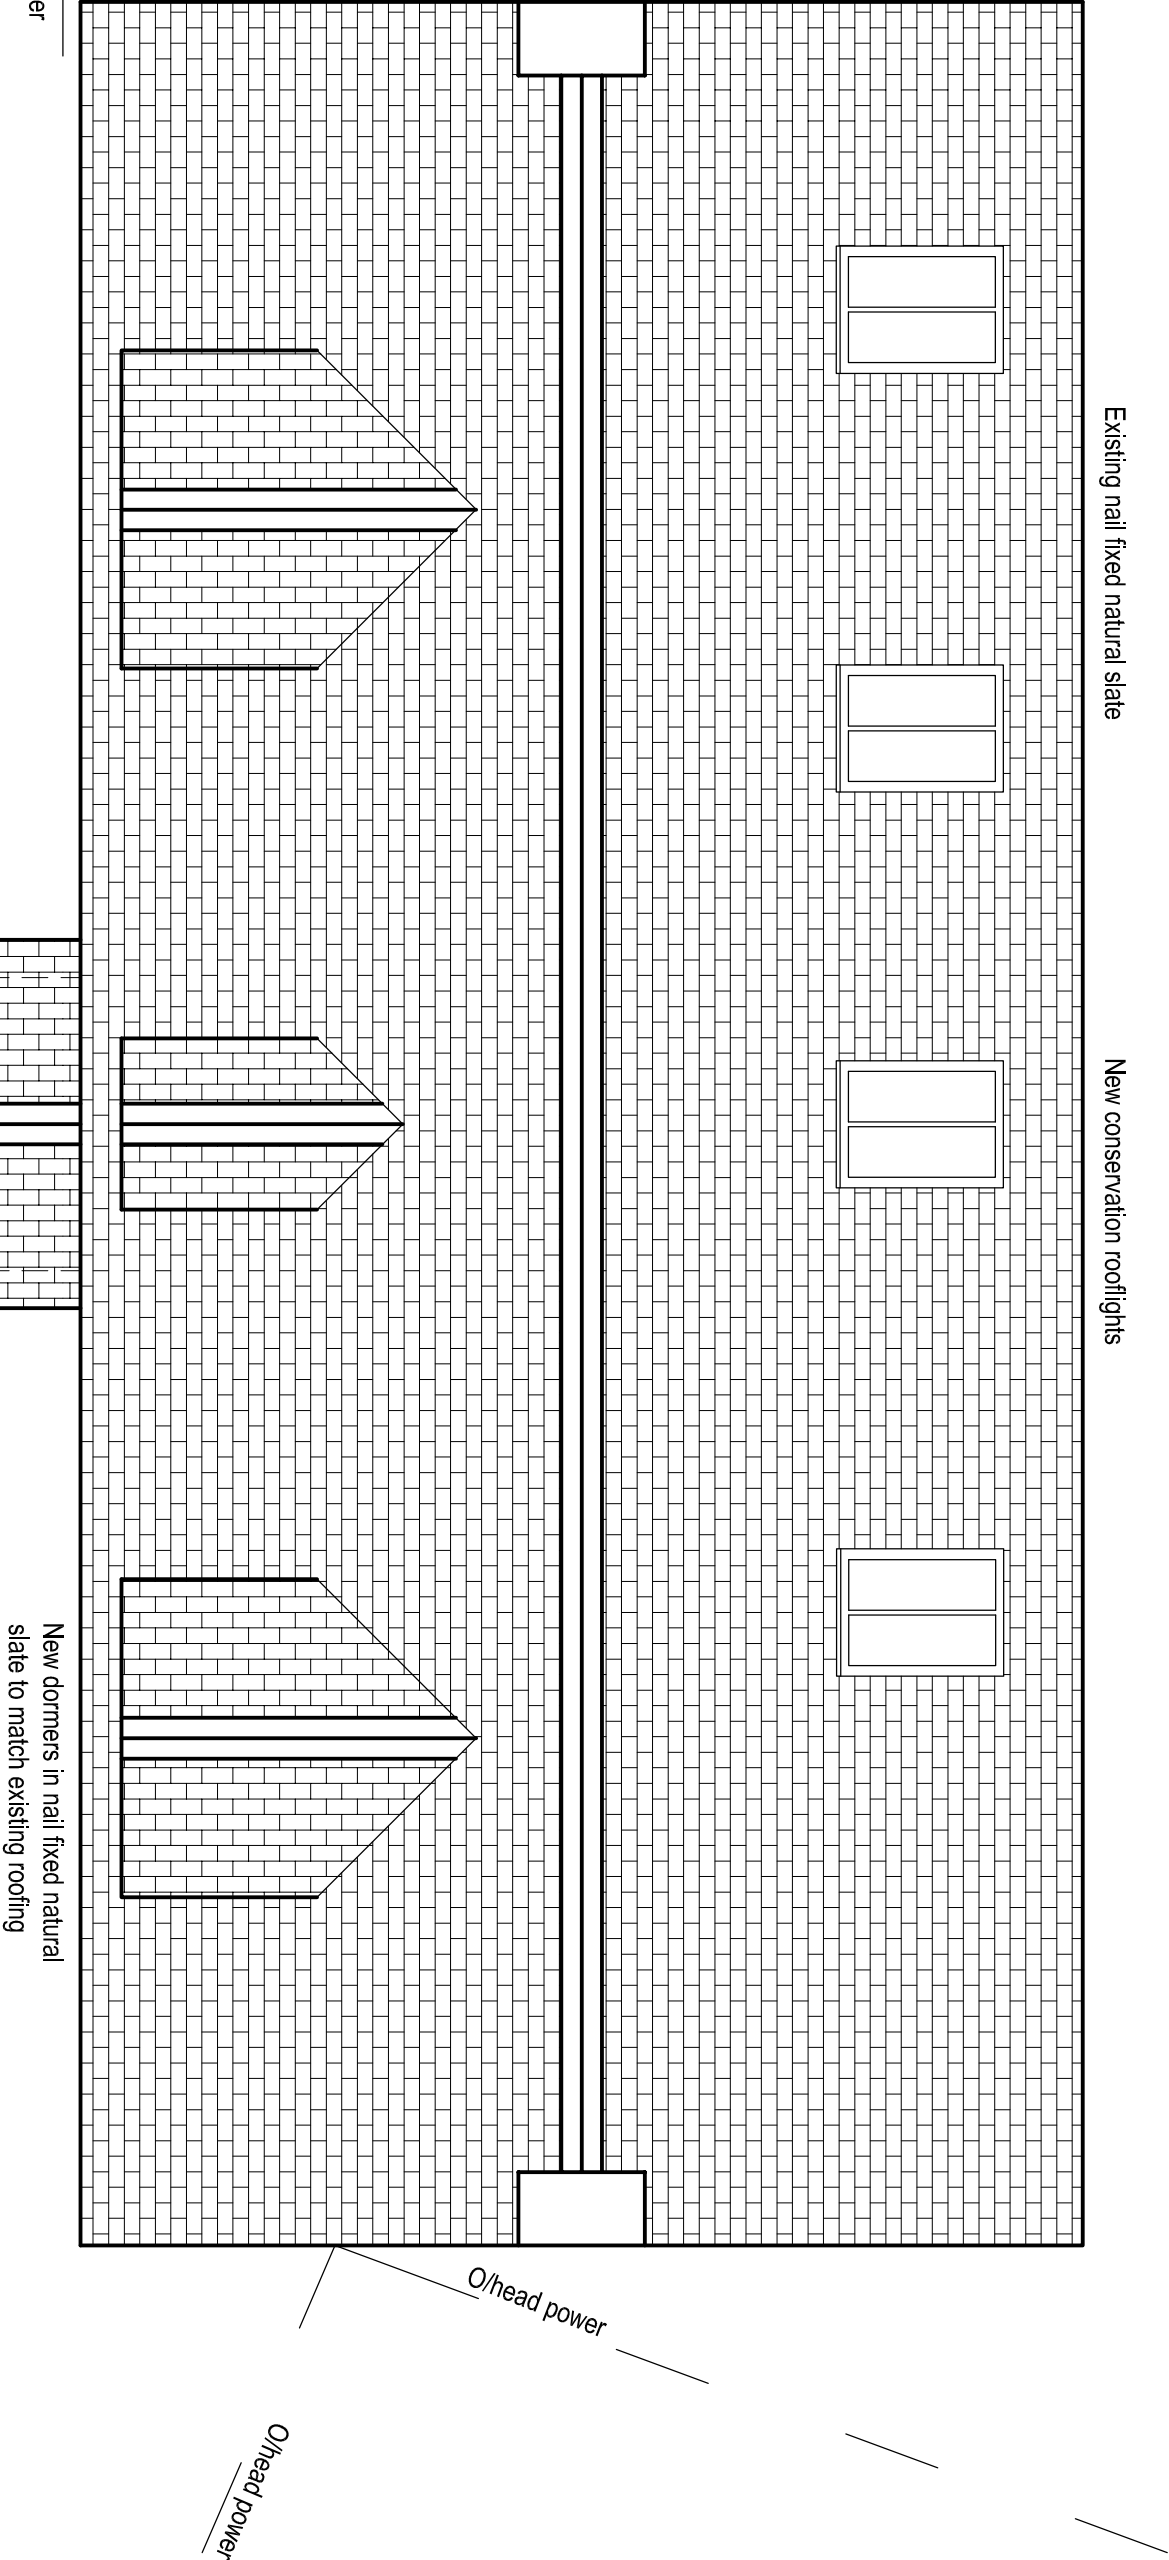 er
Existing nail fixed natural slate
New conservation rooflights
New dormers in nail fixed natural
slate to match existing roofing
O/head power
O/head power